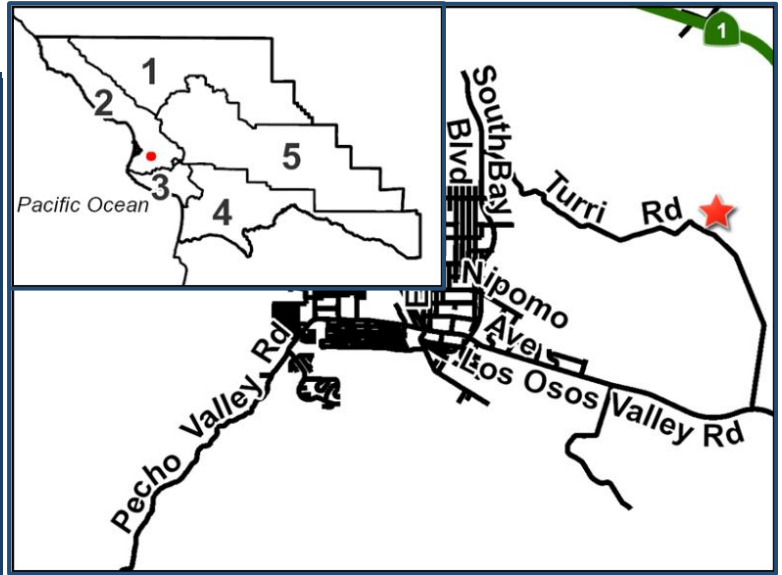 1
2
3
4
5
Pacific Ocean
1
South Bay
Blvd
Turri Rd
Nipomo
Ave
Los Osos Valley Rd
Pecho Valley Rd